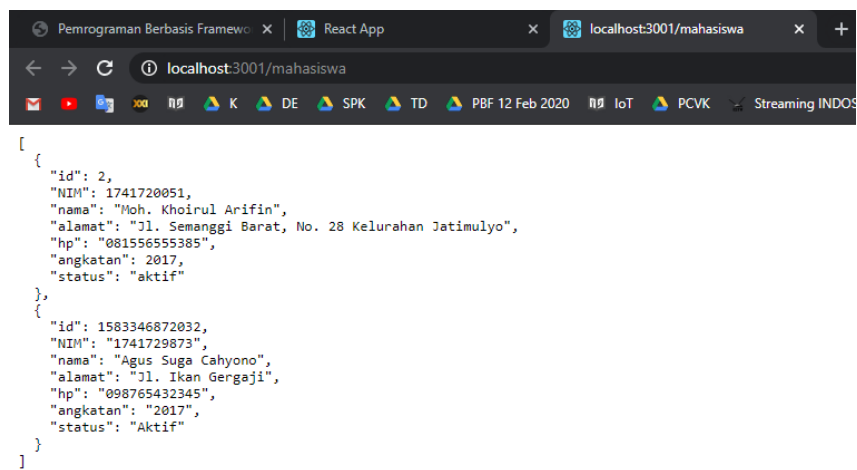 Pemrograman Berbasis Framewo
React App
localhost:3001/mahasiswa
localhost:3001/mahasiswa
K
DE
SPK
TD
PBF 12 Feb 2020
IoT
PCVK
Streaming INDOS
[
{
"id": 2,
"NIM": 1741720051,
"nama": "Moh. Khoirul Arifin",
"alamat": "Jl. Semanggi Barat, No. 28 Kelurahan Jatimulyo",
"hp": "081556555385",
"angkatan": 2017,
"status": "aktif"
},
{
"id": 1583346872032,
"NIM": "1741729873",
"nama": "Agus Suga Cahyono",
"alamat": "Jl. Ikan Gergaji",
"hp": "098765432345",
"angkatan": "2017",
"status": "Aktif"
}
]